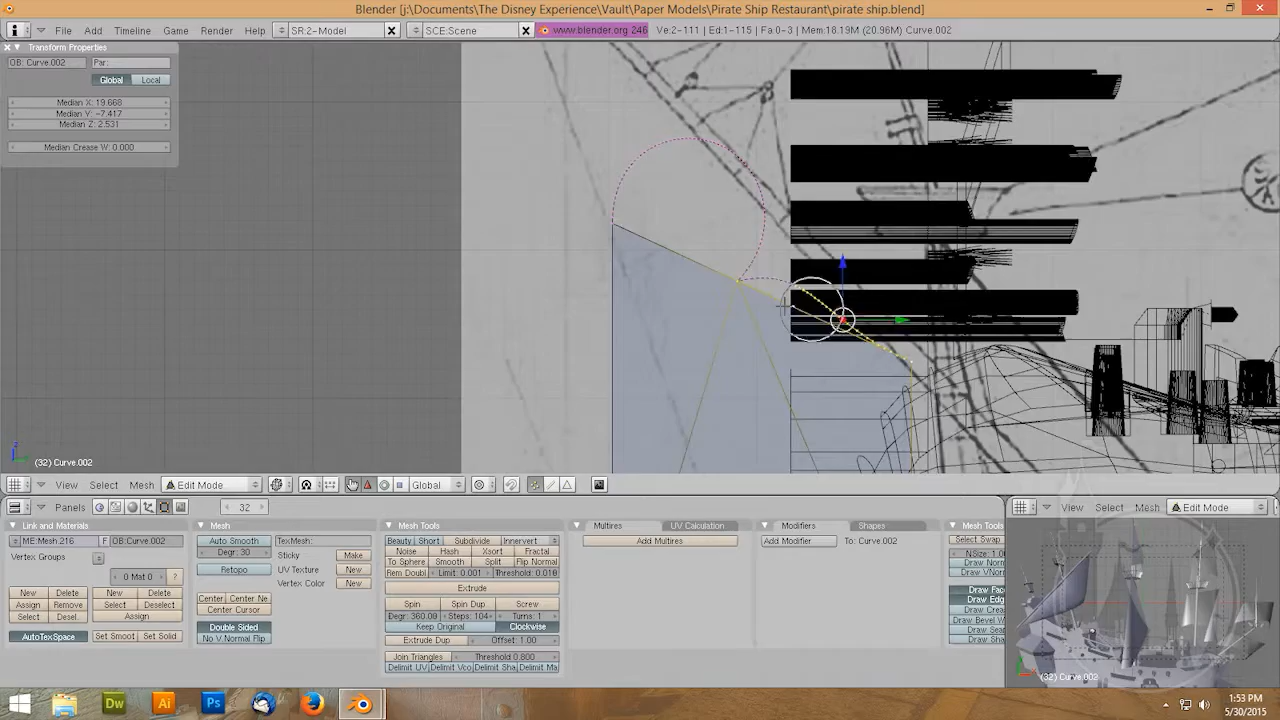 Blender [j:\Documents\The Disney Experience\Vault\Paper Models\Pirate Ship Restaurant\pirate ship.blend]
File Add Timeline Game Render Help SR:2-Model SCE:Scene www.blender.org 246 Ve:2-111 | Ed:1-115 | Fa:0-3 | Mem:18.19M (20.96M) Curve.002
Transform Properties
OB: Curve.002 Par:
Global Local
Median X: 19.668
Median Y: -7.417
Median Z: 2.531
Median Crease W: 0.000
(32) Curve.002
View Select Mesh Edit Mode Global
Panels 32
View Select Mesh Edit Mode
Link and Materials
ME:Mesh.216 F OB:Curve.002
Vertex Groups
0 Mat 0 ?
New Delete New Delete
Assign Remove Select Deselect
Select Desel. Assign
AutoTexSpace Set Smoot Set Solid
Mesh
Auto Smooth TexMesh:
Degr: 30 Sticky Make
Retopo UV Texture New
Vertex Color New
Center Center Ne
Center Cursor
Double Sided
No V.Normal Flip
Mesh Tools
Beauty Short Subdivide Innervert
Noise Hash Xsort Fractal
To Sphere Smooth Split Flip Normal
Rem Doubl Limit: 0.001 Threshold: 0.018
Extrude
Spin Spin Dup Screw
Degr: 360.00 Steps: 104 Turns: 1
Keep Original Clockwise
Extrude Dup Offset: 1.00
Join Triangles Threshold 0.800
Delimit UV Delimit Vco Delimit Sha Delimit Ma
Multires UV Calculation
Add Multires
Modifiers Shapes
Add Modifier To: Curve.002
Mesh Tools
Select Swap
NSize: 1.0
Draw Norm
Draw VNorm
Draw Face
Draw Edg
Draw Crea
Draw Bevel W
Draw Sea
Draw Sha
(32) Curve.002
Dw Ai Ps
1:53 PM
5/30/2015